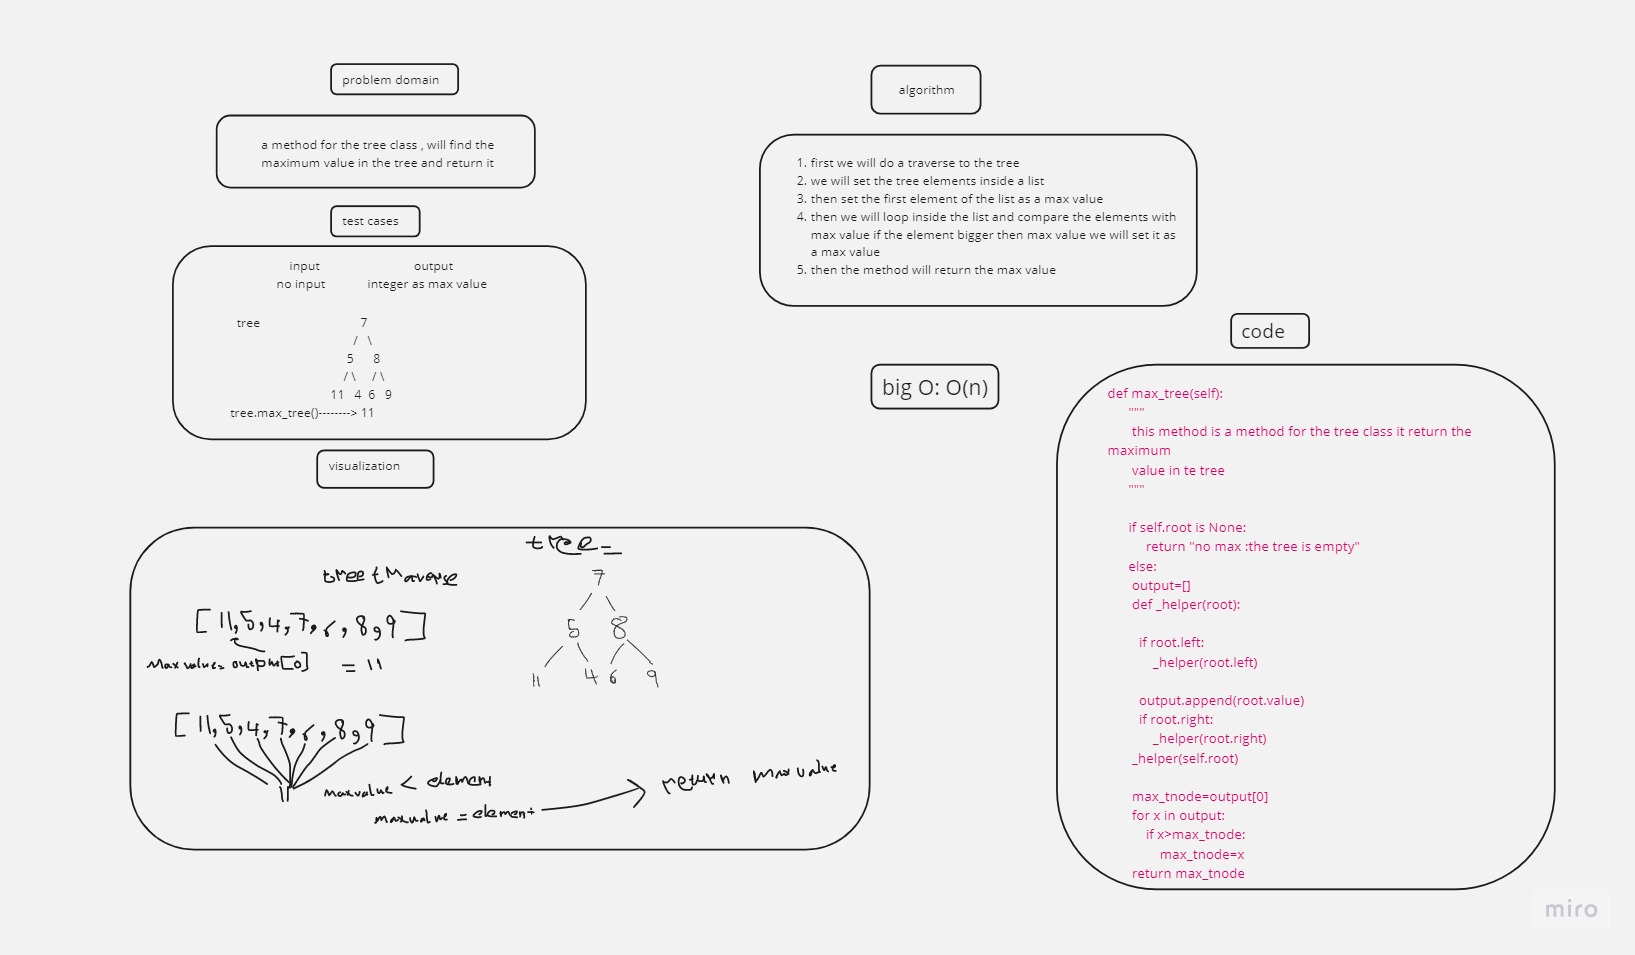 problem domain
a method for the tree class , will find the
maximum value in the tree and return it
test cases
input output
no input integer as max value
tree 7
/ \
5 8
/ \ / \
11 4 6 9
tree.max_tree()--------> 11
visualization
tree =
7
5 8
11 4 6 9
tree traverse
[ 11, 5, 4, 7, 6, 8, 9 ]
max value = output [0] = 11
[ 11, 5, 4, 7, 6, 8, 9 ]
11
maxvalue < element
maxvalue = element
return maxvalue
algorithm
1. first we will do a traverse to the tree
2. we will set the tree elements inside a list
3. then set the first element of the list as a max value
4. then we will loop inside the list and compare the elements with
max value if the element bigger then max value we will set it as
a max value
5. then the method will return the max value
big O: O(n)
code
def max_tree(self):
"""
this method is a method for the tree class it return the
maximum
value in te tree
"""
if self.root is None:
return "no max :the tree is empty"
else:
output=[]
def _helper(root):
if root.left:
_helper(root.left)
output.append(root.value)
if root.right:
_helper(root.right)
_helper(self.root)
max_tnode=output[0]
for x in output:
if x>max_tnode:
max_tnode=x
return max_tnode
miro